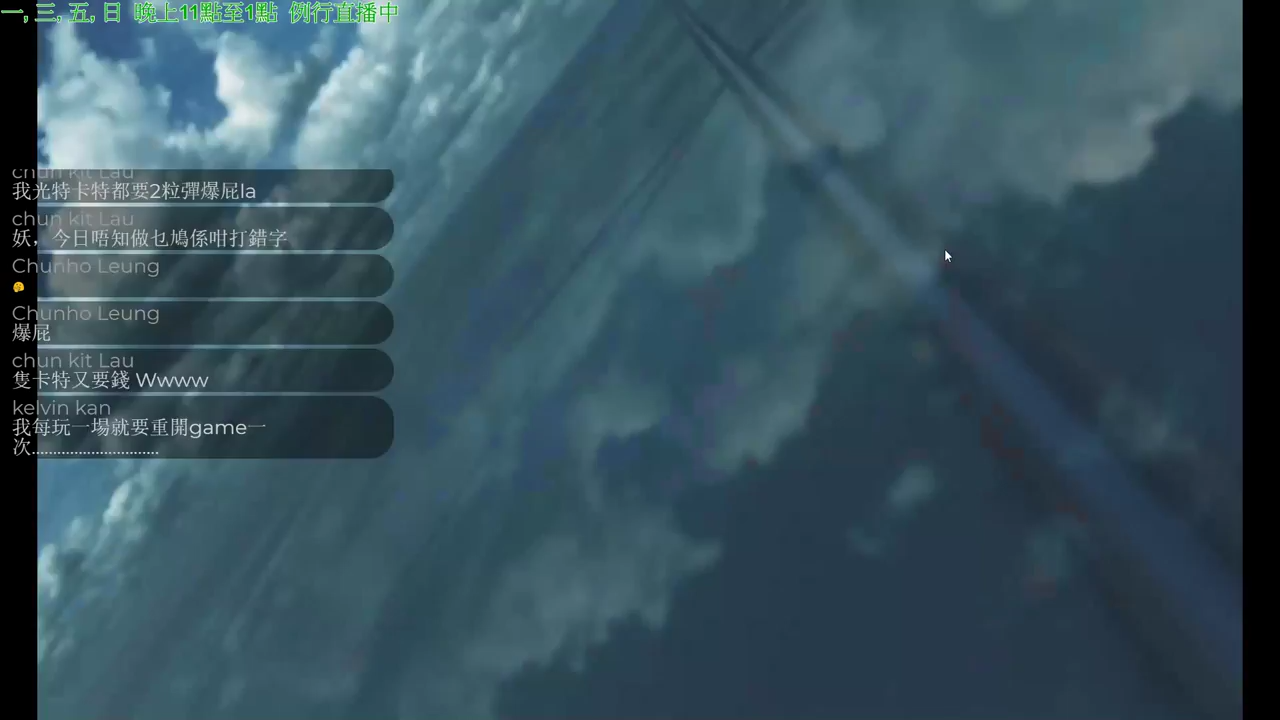 一, 三, 五, 日 晚上11點至1點 例行直播中
chun kit Lau
我光特卡特都要2粒彈爆屁la
chun kit Lau
妖，今日唔知做乜鳩係咁打錯字
Chunho Leung
Chunho Leung
爆屁
chun kit Lau
隻卡特又要錢 Wwww
kelvin kan
我每玩一場就要重開game一
次.............................